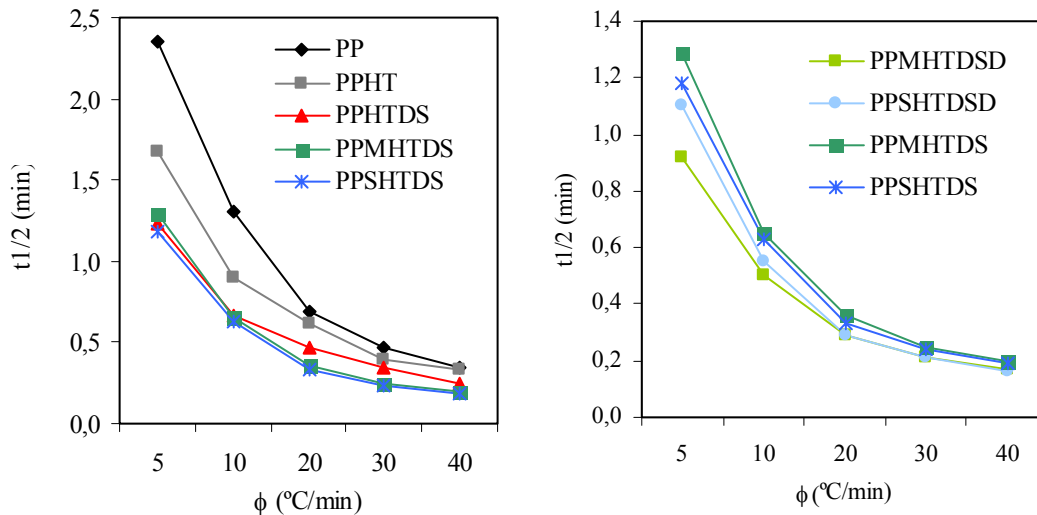 2,5
2,0
1,5
1,0
0,5
0,0
t1/2 (min)
PP
PPHT
PPHTDS
PPMHTDS
PPSHTDS
5 10 20 30 40
ϕ (ºC/min)
1,4
1,2
1,0
0,8
0,6
0,4
0,2
0,0
t1/2 (min)
PPMHTDSD
PPSHTDSD
PPMHTDS
PPSHTDS
5 10 20 30 40
ϕ (ºC/min)